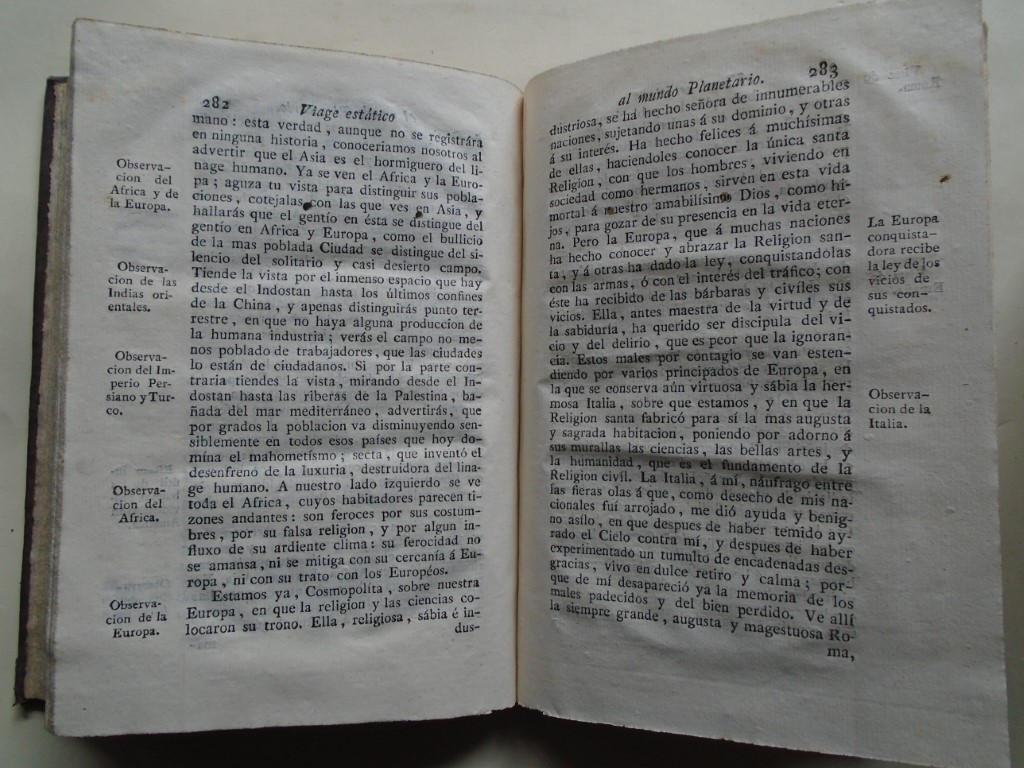 282
Viage estático
mano: esta verdad, aunque no se registrára
en ninguna historia, conoceriamos nosotros al
advertir que el Asia es el hormiguero del li-
nage humano. Ya se ven el Africa y la Euro-
pa; aguza tu vista para distinguir sus pobla-
ciones, cotejalas con las que ves en Asia, y
hallarás que el gentío en ésta se distingue del
gentío en Africa y Europa, como el bullicio
de la mas poblada Ciudad se distingue del si-
lencio del solitario y casi desierto campo.
Tiende la vista por el inmenso espacio que hay
desde el Indostan hasta los últimos confines
de la China, y apenas distinguirás punto ter-
restre, en que no haya alguna produccion de
la humana industria; verás el campo no me-
nos poblado de trabajadores, que las ciudades
lo están de ciudadanos. Si por la parte con-
traria tiendes la vista, mirando desde el In-
dostan hasta las riberas de la Palestina, ba-
ñada del mar mediterráneo, advertirás, que
por grados la poblacion va disminuyendo sen-
siblemente en todos esos países que hoy do-
mína el mahometísmo; secta, que inventó el
desenfreno de la luxuria, destruidora del lina-
ge humano. A nuestro lado izquierdo se ve
toda el Africa, cuyos habitadores parecen ti-
zones andantes: son feroces por sus costum-
bres, por su falsa religion, y por algun in-
fluxo de su ardiente clima: su ferocidad no
se amansa, ni se mitiga con su cercanía á Eu-
ropa, ni con su trato con los Européos.
Estamos ya, Cosmopolita, sobre nuestra
Europa, en que la religion y las ciencias co-
locaron su trono. Ella, religiosa, sábia é in-
dus-
Observa-
cion del
Africa y de
la Europa.
Observa-
cion de las
Indias ori-
entales.
Observa-
cion del Im-
perio Per-
siano y Tur-
co.
Observa-
cion del
Africa.
Observa-
cion de la
Europa.
al mundo Planetario.
283
dustriosa, se ha hecho señora de innumerables
naciones, sujetando unas á su dominio, y otras
á su interés. Ha hecho felices á muchísimas
de ellas, haciendoles conocer la única santa
Religion, con que los hombres, viviendo en
sociedad como hermanos, sirven en esta vida
mortal á nuestro amabilísimo Dios, como hi-
jos, para gozar de su presencia en la vida eter-
na. Pero la Europa, que á muchas naciones
ha hecho conocer y abrazar la Religion san-
ta, y á otras ha dado la ley, conquistandolas
con las armas, ó con el interés del tráfico; con
éste ha recibido de las bárbaras y civíles sus
vicios. Ella, antes maestra de la virtud y de
la sabiduría, ha querido ser discipula del vi-
cio y del delirio, que es peor que la ignoran-
cia. Estos males por contagio se van esten-
diendo por varios principados de Europa, en
la que se conserva aún virtuosa y sábia la her-
mosa Italia, sobre que estamos, y en que la
Religion santa fabricó para sí la mas augusta
y sagrada habitacion, poniendo por adorno á
sus murallas las ciencias, las bellas artes, y
la humanidad, que es el fundamento de la
Religion civíl. La Italia, á mí, náufrago entre
las fieras olas á que, como desecho de mis na-
cionales fuí arrojado, me dió ayuda y benig-
no asílo, en que despues de haber temido ay-
rado el Cielo contra mí, y despues de haber
experimentado un tumulto de encadenadas des-
gracias, vivo en dulce retiro y calma; por-
que de mí desapareció ya la memoria de los
males padecidos y del bien perdido. Ve allí
la siempre grande, augusta y magestuosa Ro-
ma,
La Europa
conquista-
dora recibe
la ley de los
vicios de
sus con-
quistados.
Observa-
cion de la
Italia.